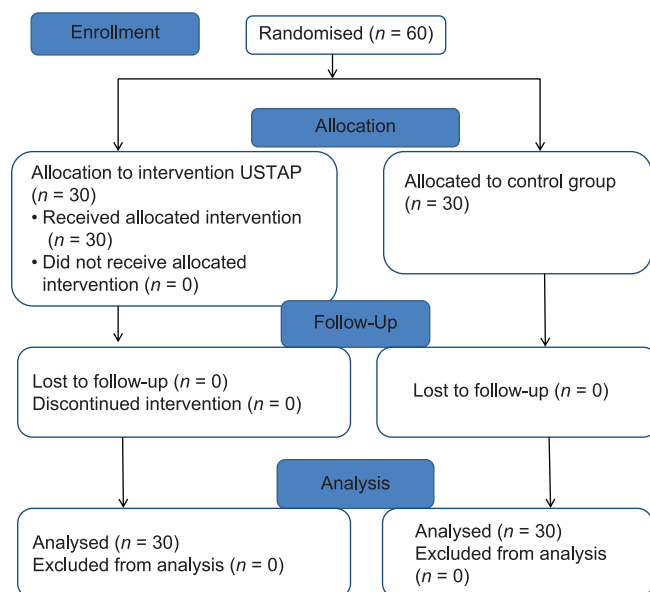 Enrollment
Randomised (n = 60)
Allocation
Allocation to intervention USTAP
(n = 30)
• Received allocated intervention
(n = 30)
• Did not receive allocated
intervention (n = 0)
Allocated to control group
(n = 30)
Follow-Up
Lost to follow-up (n = 0)
Discontinued intervention (n = 0)
Lost to follow-up (n = 0)
Analysis
Analysed (n = 30)
Excluded from analysis (n = 0)
Analysed (n = 30)
Excluded from analysis
(n = 0)